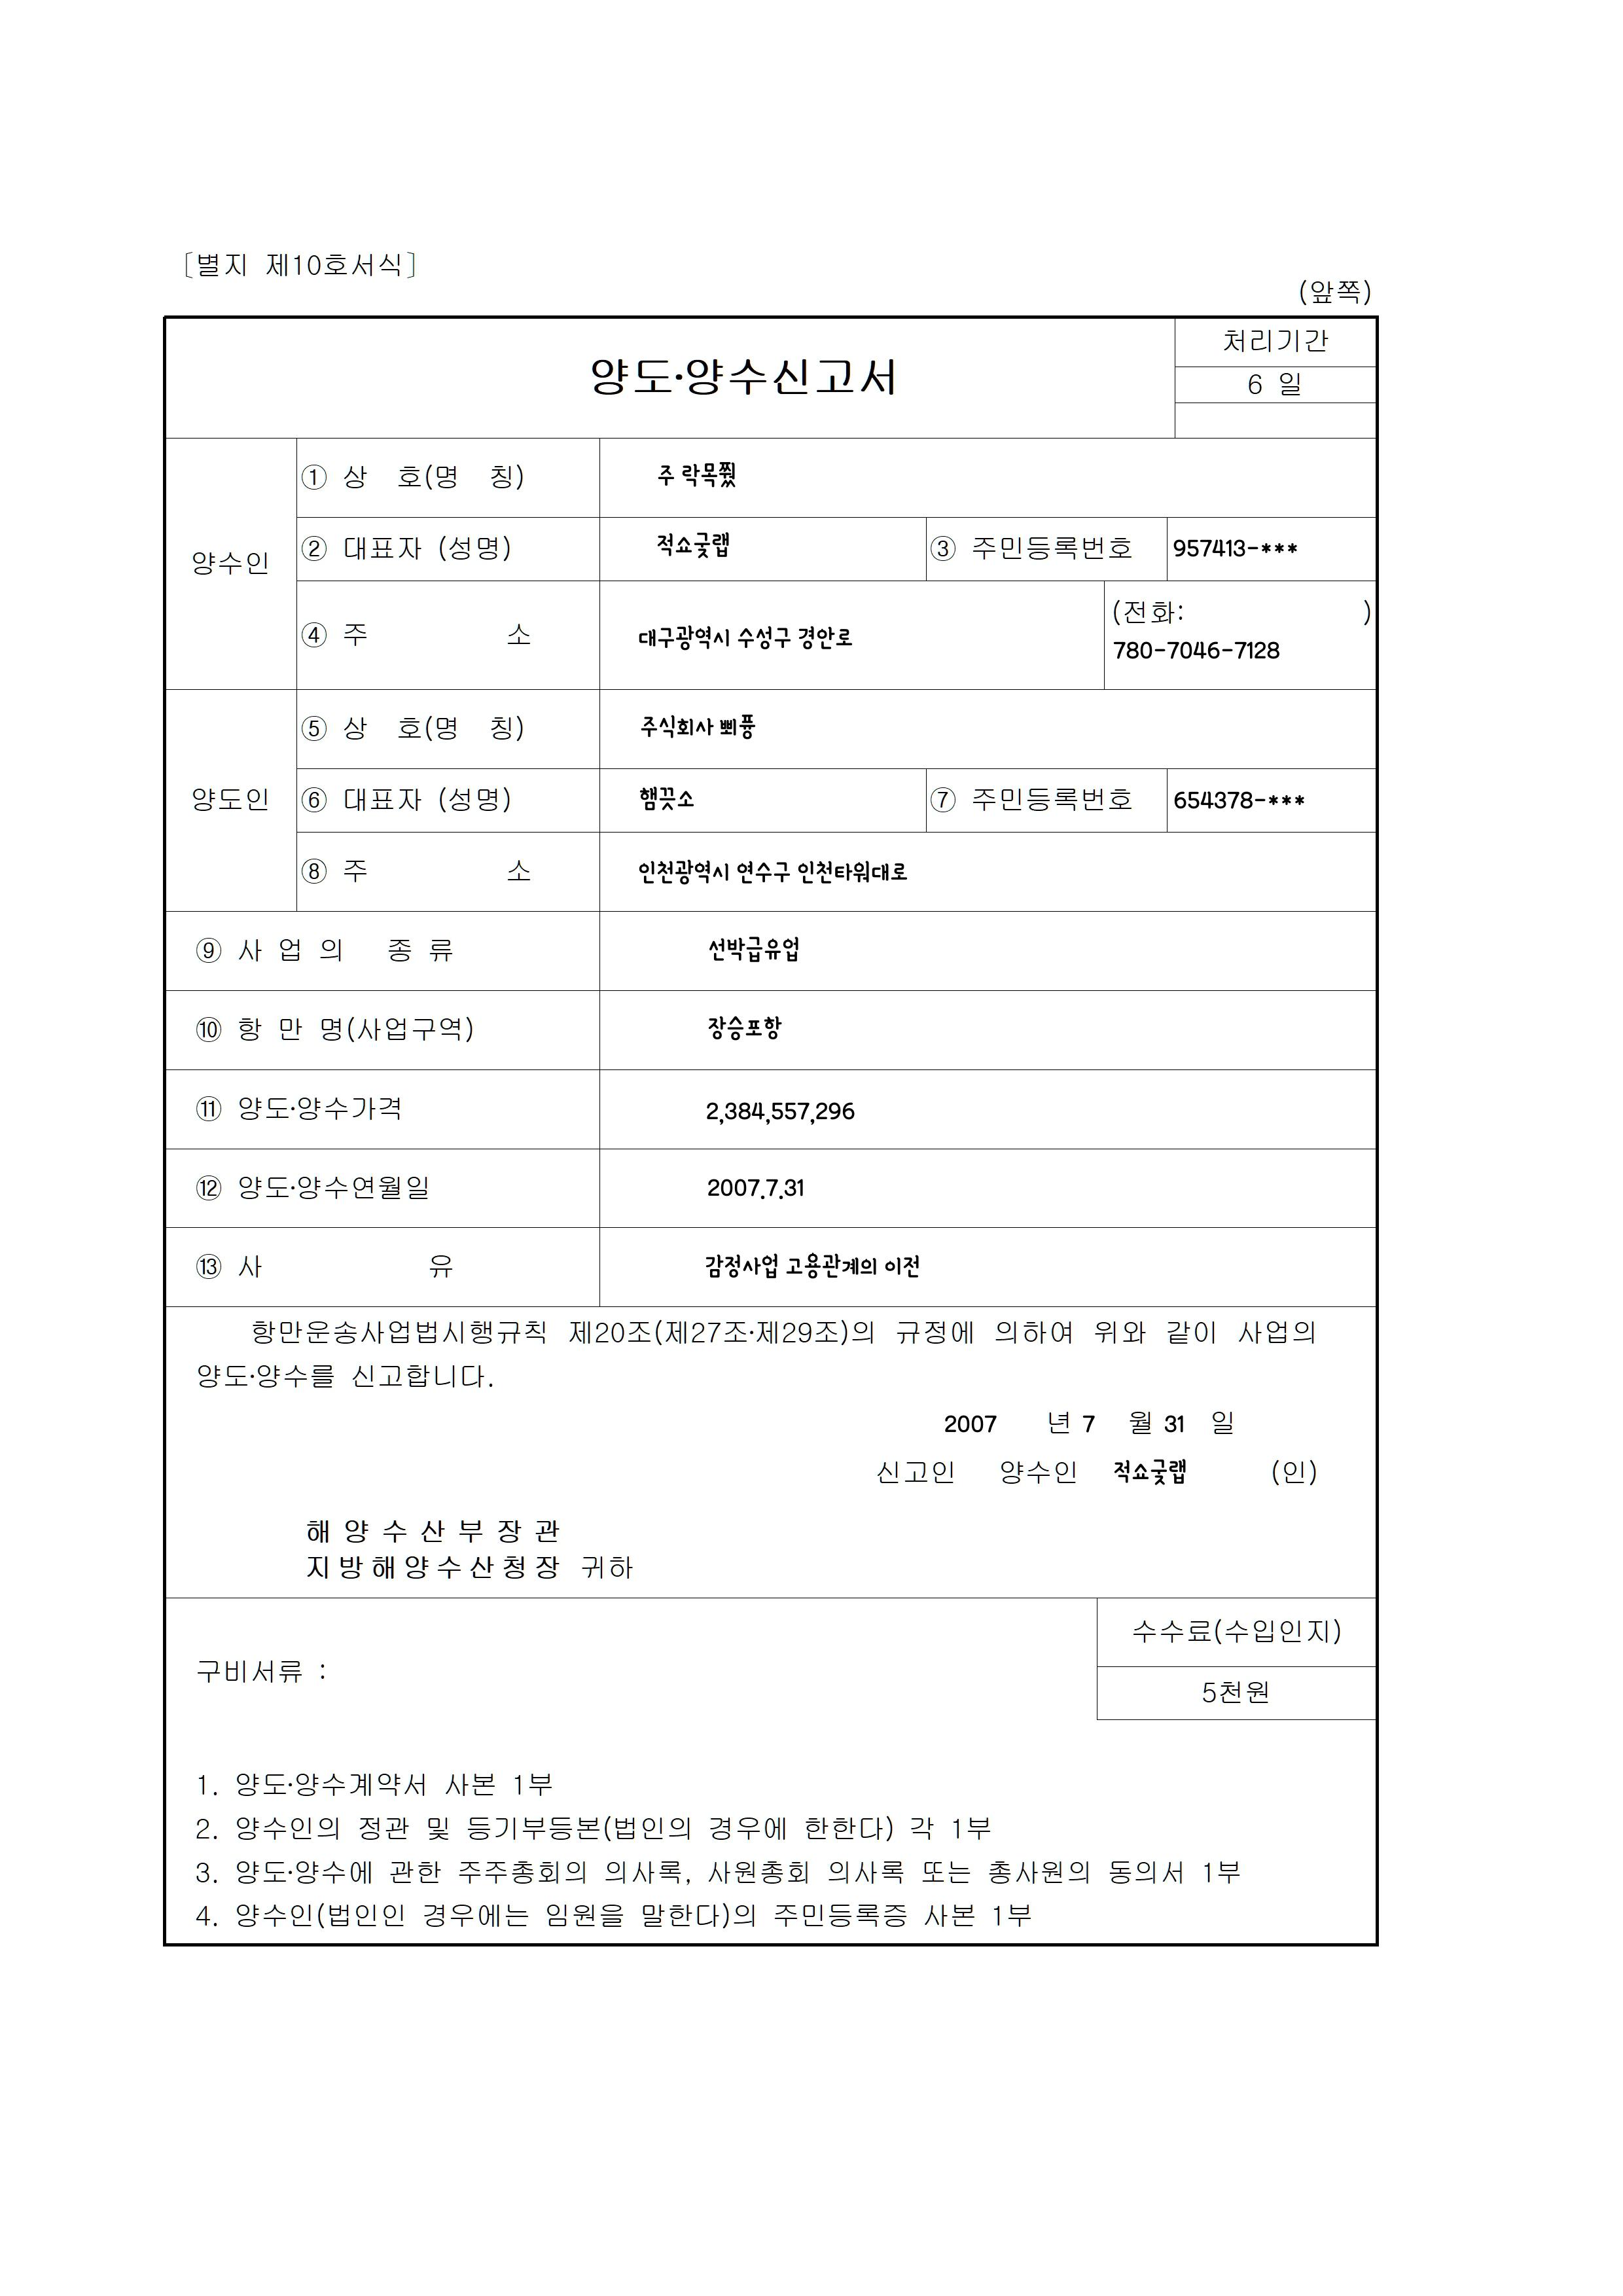 [별지 제10호서식]
(앞쪽)
양도·양수신고서
처리기간
6 일
양수인
① 상 호(명 칭)
주 락목쮔
② 대표자 (성명)
적쇼궂랩
③ 주민등록번호
957413-***
④ 주 소
대구광역시 수성구 경안로
(전화: )
780-7046-7128
양도인
⑤ 상 호(명 칭)
주식회사 뾔퓽
⑥ 대표자 (성명)
햄끗소
⑦ 주민등록번호
654378-***
⑧ 주 소
인천광역시 연수구 인천타워대로
⑨ 사 업 의 종 류
선박급유업
⑩ 항 만 명(사업구역)
장승포항
⑪ 양도·양수가격
2,384,557,296
⑫ 양도·양수연월일
2007.7.31
⑬ 사 유
감정사업 고용관계의 이전
항만운송사업법시행규칙 제20조(제27조·제29조)의 규정에 의하여 위와 같이 사업의
양도·양수를 신고합니다.
2007 년 7 월 31 일
신고인 양수인 적쇼궂랩 (인)
해 양 수 산 부 장 관
지 방 해 양 수 산 청 장 귀하
수수료(수입인지)
구비서류 :
5천원
1. 양도·양수계약서 사본 1부
2. 양수인의 정관 및 등기부등본(법인의 경우에 한한다) 각 1부
3. 양도·양수에 관한 주주총회의 의사록, 사원총회 의사록 또는 총사원의 동의서 1부
4. 양수인(법인인 경우에는 임원을 말한다)의 주민등록증 사본 1부